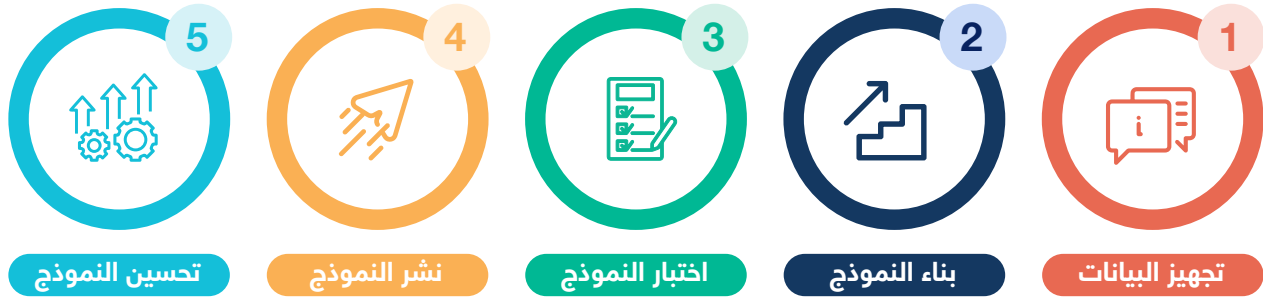 1
2
3
4
5
i
تجهيز البيانات
بناء النموذج
اختبار النموذج
نشر النموذج
تحسين النموذج